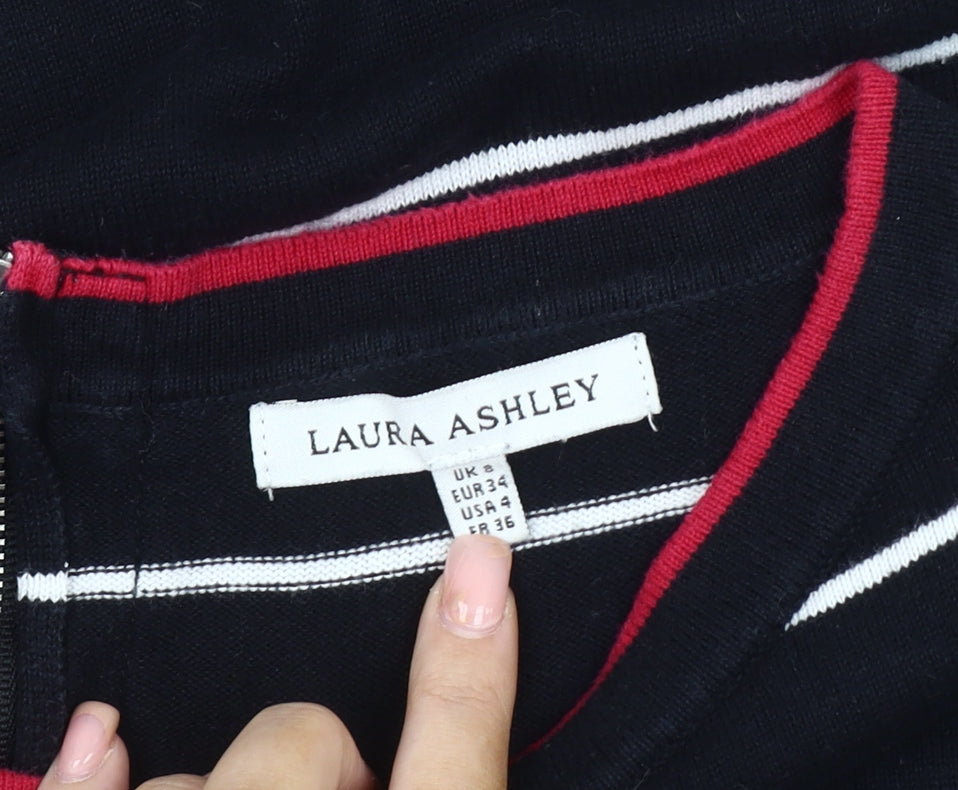 LAURA ASHLEY
UK 8
EUR 34
USA 4
FR 36